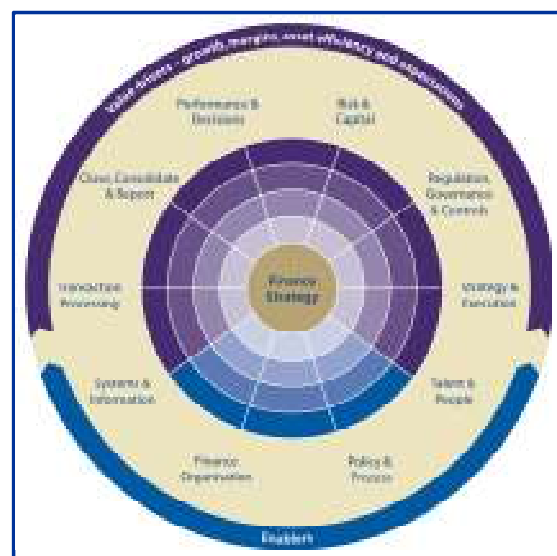 Value drivers – growth, margins, asset efficiency and expectations
Performance &
Decisions
Risk &
Capital
Close, Consolidate
& Report
Regulation,
Governance
& Controls
Finance
Strategy
Transaction
Processing
Strategy &
Execution
Systems &
Information
Talent &
People
Finance
Organisation
Policy &
Process
Enablers